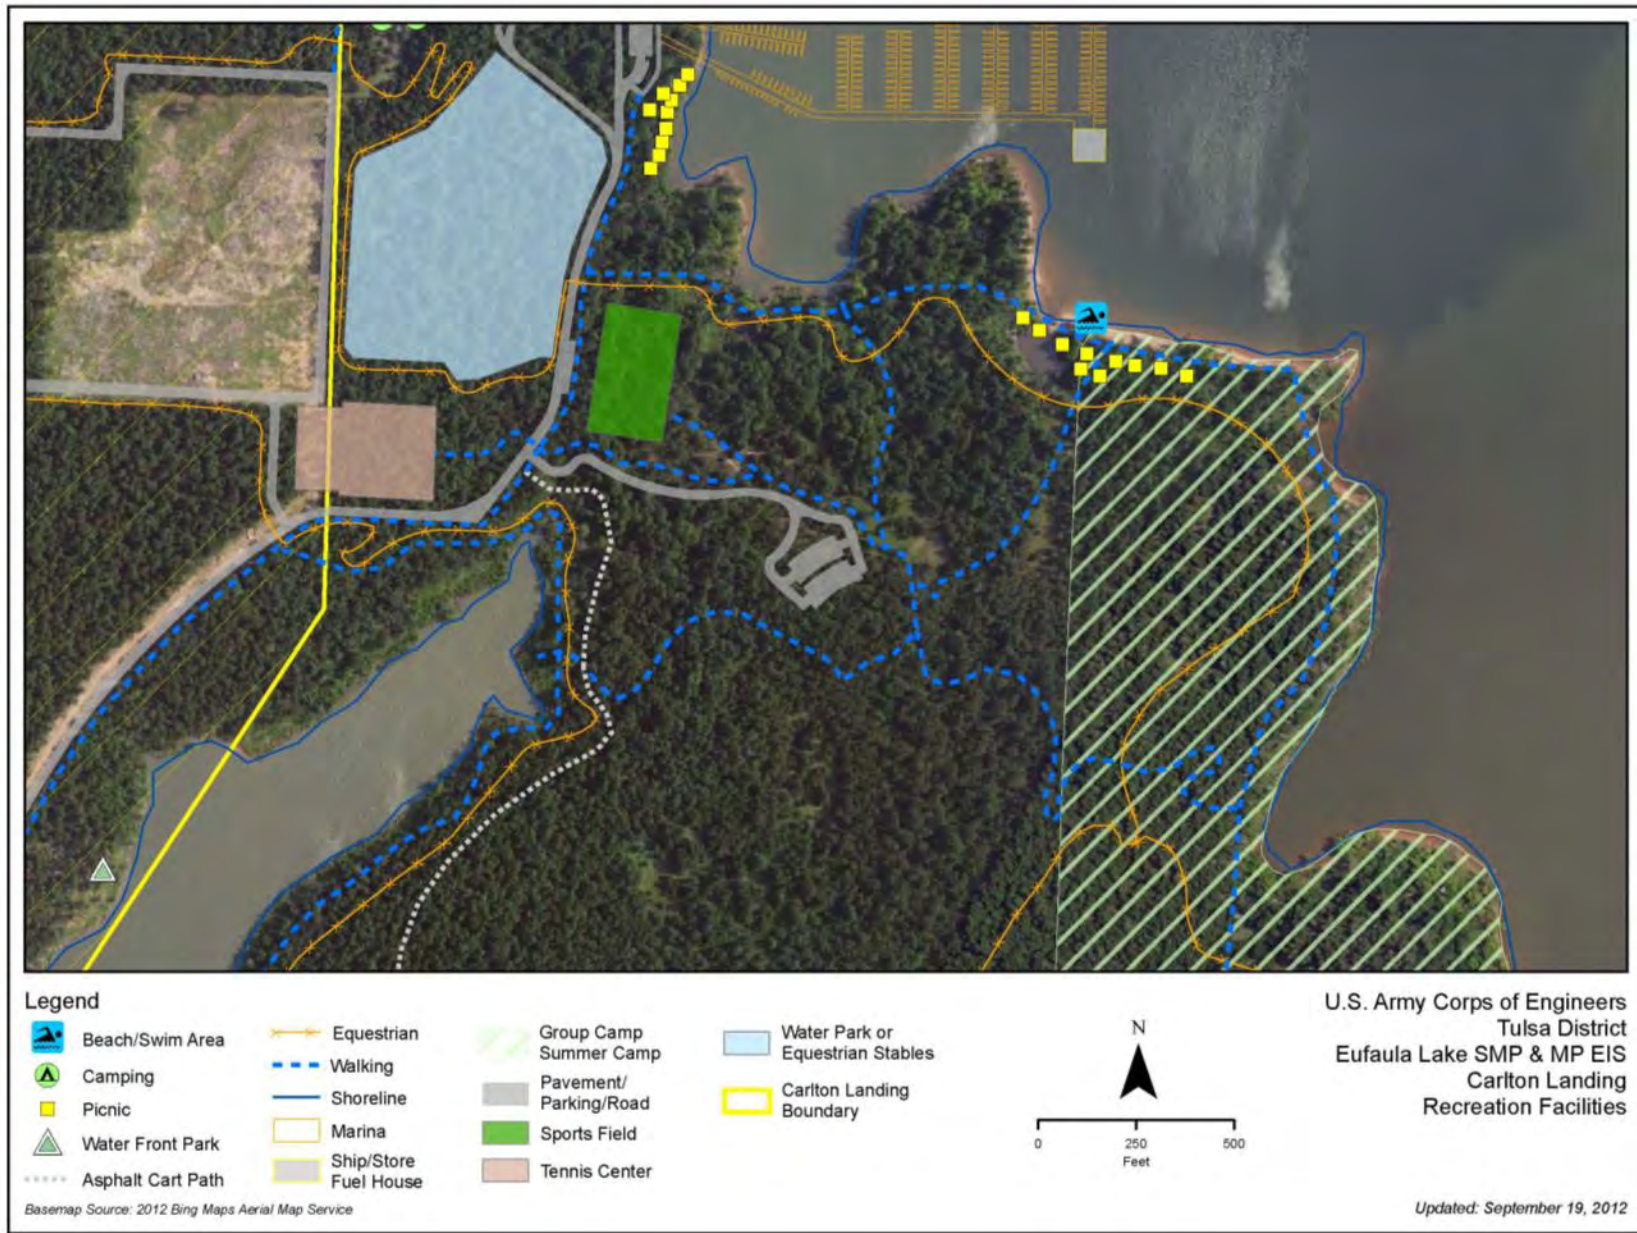 Legend
Beach/Swim Area
Camping
Picnic
Water Front Park
Asphalt Cart Path
Equestrian
Walking
Shoreline
Marina
Ship/Store
Fuel House
Group Camp
Summer Camp
Pavement/
Parking/Road
Sports Field
Tennis Center
Water Park or
Equestrian Stables
Carlton Landing
Boundary
N
0 250 500
Feet
U.S. Army Corps of Engineers
Tulsa District
Eufaula Lake SMP & MP EIS
Carlton Landing
Recreation Facilities
Basemap Source: 2012 Bing Maps Aerial Map Service
Updated: September 19, 2012